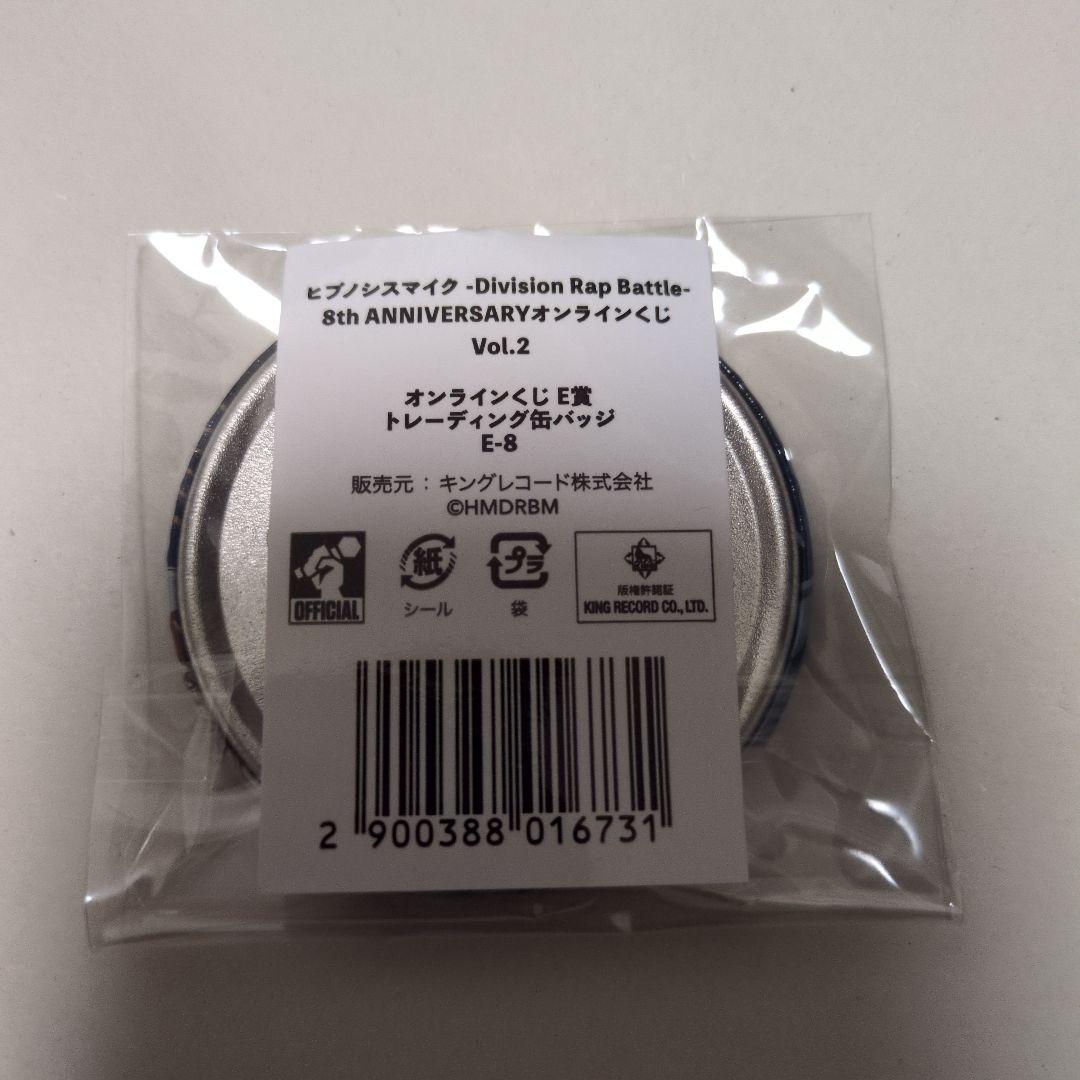 ヒプノシスマイク -Division Rap Battle-
8th ANNIVERSARYオンラインくじ
Vol.2
オンラインくじ E賞
トレーディング缶バッジ
E-8
販売元 : キングレコード株式会社
©HMDRBM
OFFICIAL
紙
シール
プラ
袋
版権許諾証
KING RECORD CO., LTD.
2 900388 016731